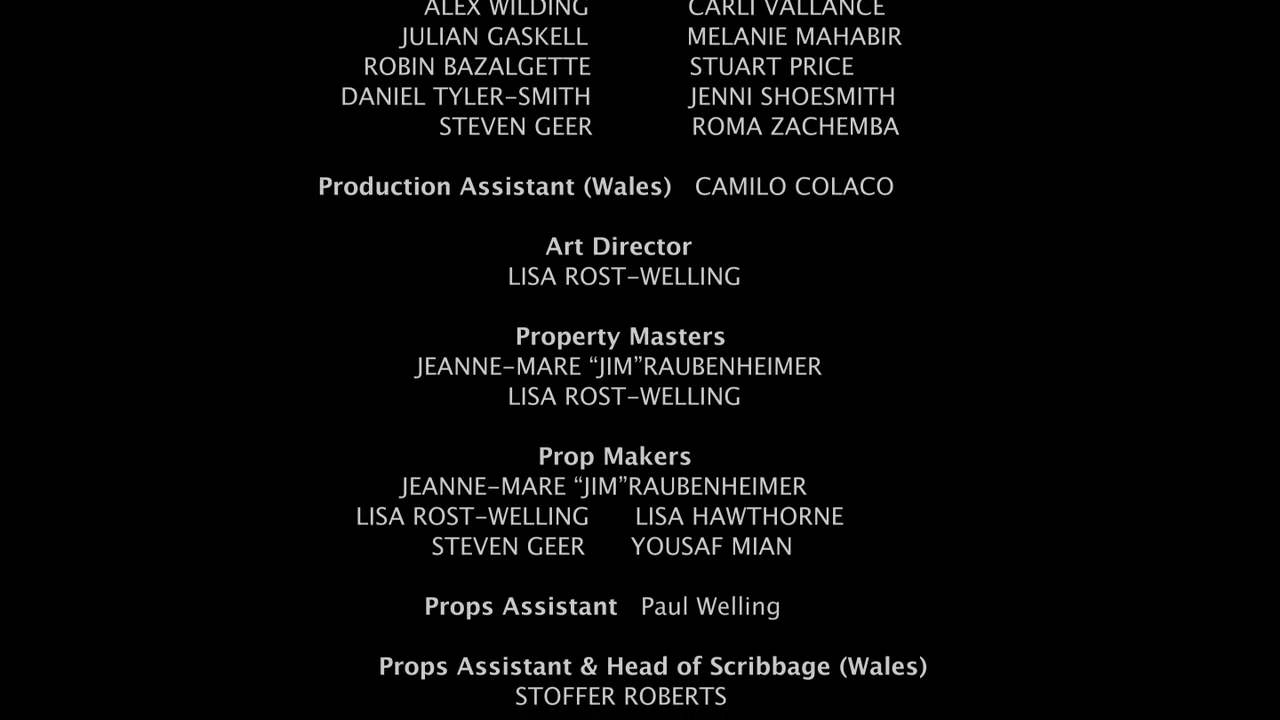 ALEX WILDING CARLI VALLANCE
JULIAN GASKELL MELANIE MAHABIR
ROBIN BAZALGETTE STUART PRICE
DANIEL TYLER-SMITH JENNI SHOESMITH
STEVEN GEER ROMA ZACHEMBA
Production Assistant (Wales) CAMILO COLACO
Art Director
LISA ROST-WELLING
Property Masters
JEANNE-MARE “JIM”RAUBENHEIMER
LISA ROST-WELLING
Prop Makers
JEANNE-MARE “JIM”RAUBENHEIMER
LISA ROST-WELLING LISA HAWTHORNE
STEVEN GEER YOUSAF MIAN
Props Assistant Paul Welling
Props Assistant & Head of Scribbage (Wales)
STOFFER ROBERTS